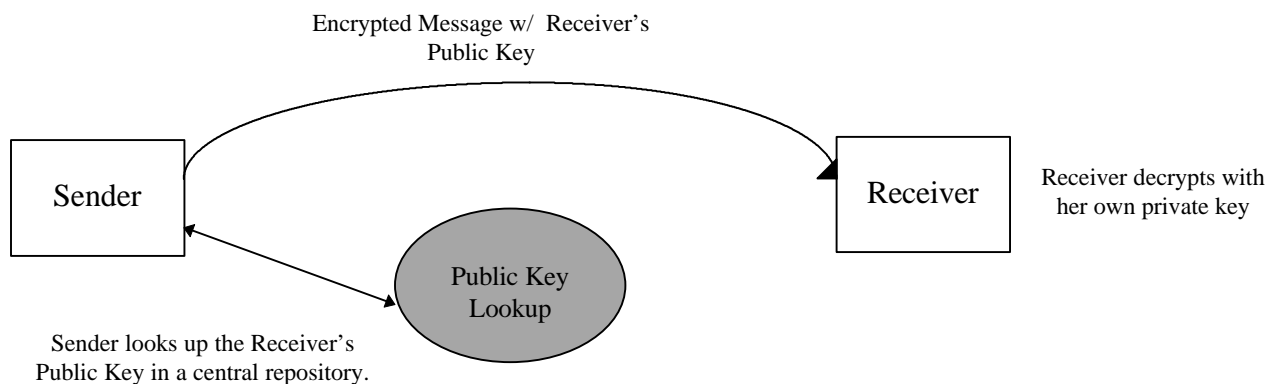 Encrypted Message w/ Receiver’s
Public Key
Sender
Receiver
Receiver decrypts with
her own private key
Public Key
Lookup
Sender looks up the Receiver’s
Public Key in a central repository.